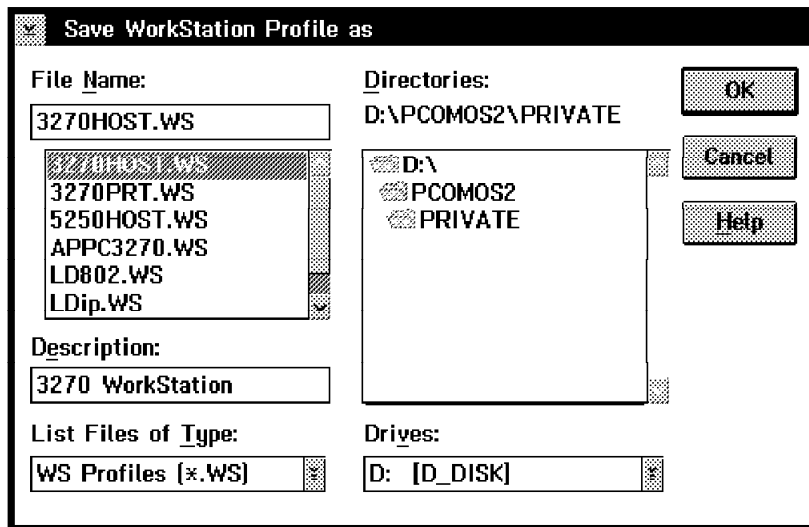 Save WorkStation Profile as
File Name:
3270HOST.WS
3270HOST.WS
3270PRT.WS
5250HOST.WS
APPC3270.WS
LD802.WS
LDip.WS
Description:
3270 WorkStation
List Files of Type:
WS Profiles (*.WS)
Directories:
D:\PCOMOS2\PRIVATE
D:\
PCOMOS2
PRIVATE
Drives:
D: [D_DISK]
OK
Cancel
Help